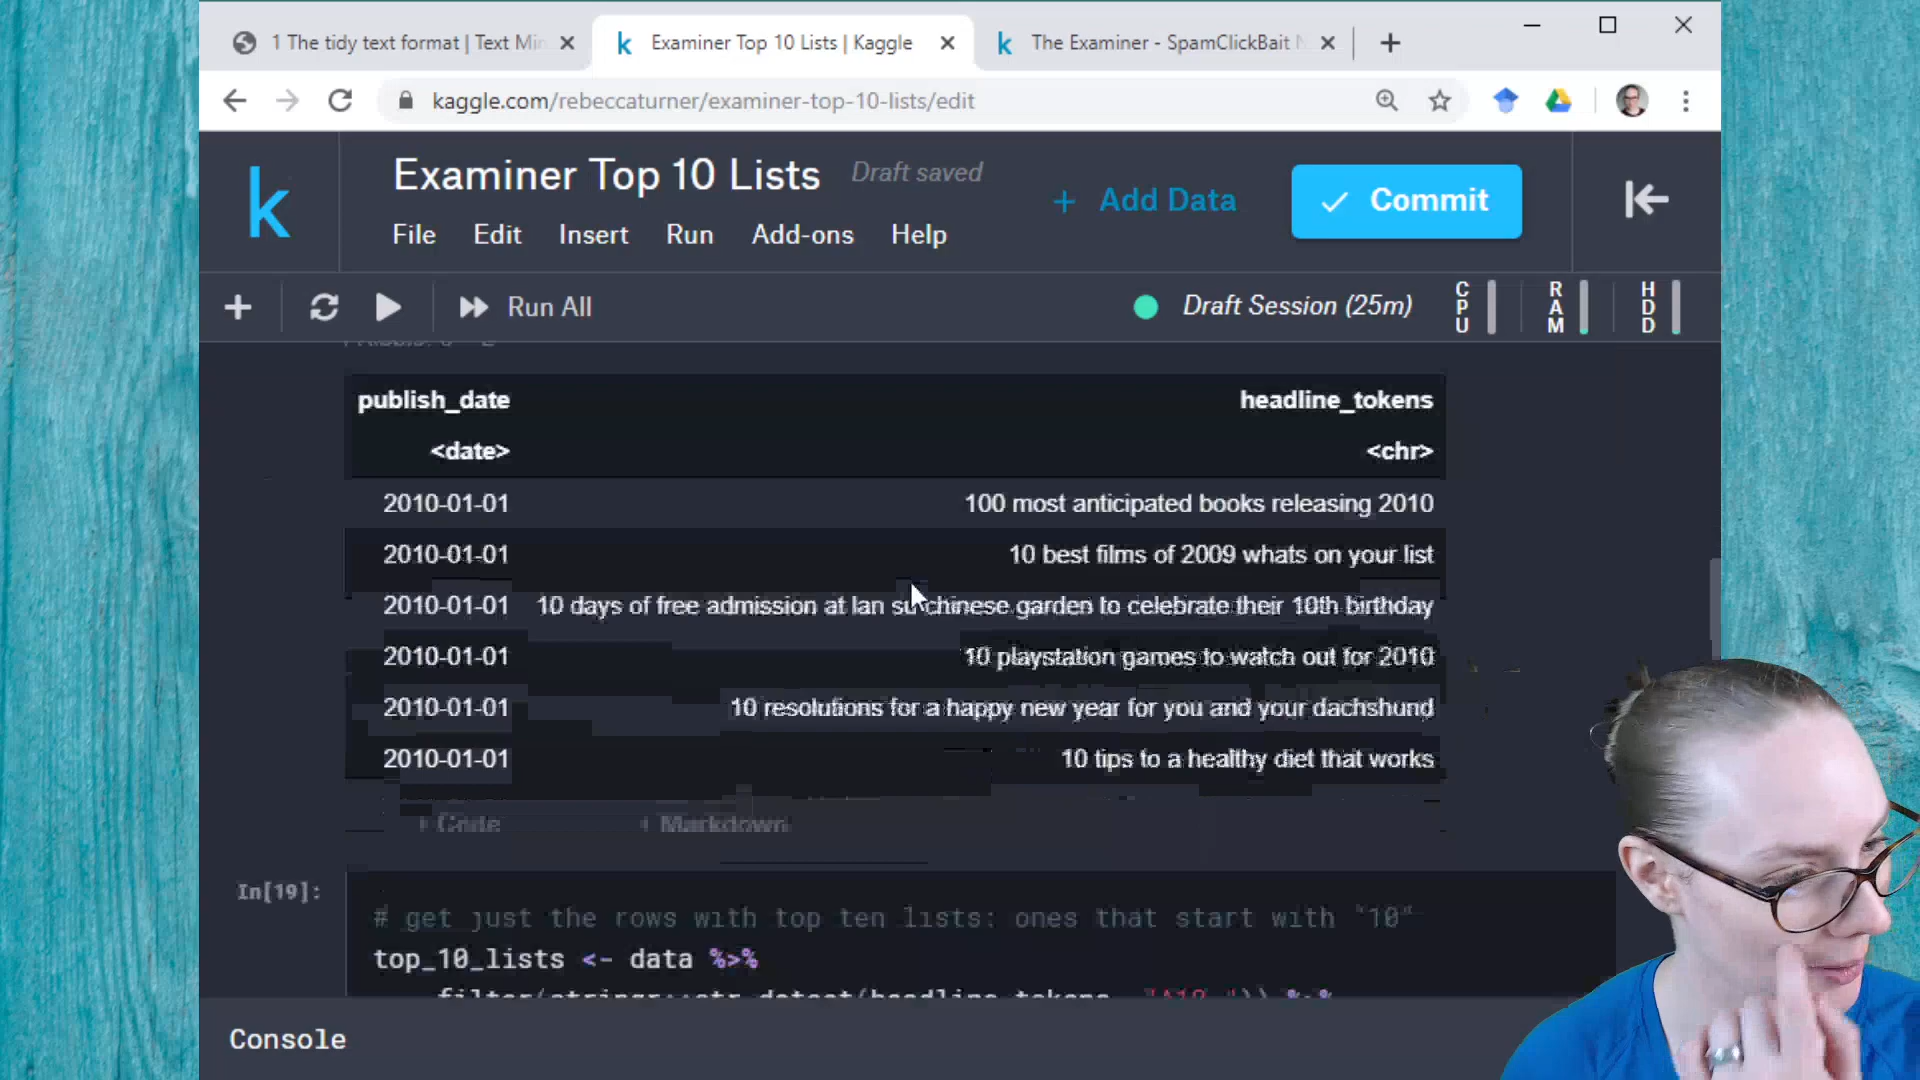 1 The tidy text format | Text Min
Examiner Top 10 Lists | Kaggle
The Examiner - SpamClickBait
kaggle.com/rebeccaturner/examiner-top-10-lists/edit
k
Examiner Top 10 Lists Draft saved
+ Add Data
Commit
File Edit Insert Run Add-ons Help
Run All
Draft Session (25m)
CPU
RAM
HDD
publish_date headline_tokens
<date> <chr>
2010-01-01 100 most anticipated books releasing 2010
2010-01-01 10 best films of 2009 whats on your list
2010-01-01 10 days of free admission at lan su chinese garden to celebrate their 10th birthday
2010-01-01 10 playstation games to watch out for 2010
2010-01-01 10 resolutions for a happy new year for you and your dachshund
2010-01-01 10 tips to a healthy diet that works
Code Markdown
In[19]:
# get just the rows with top ten lists: ones that start with "10"
top_10_lists <- data %>%
Console